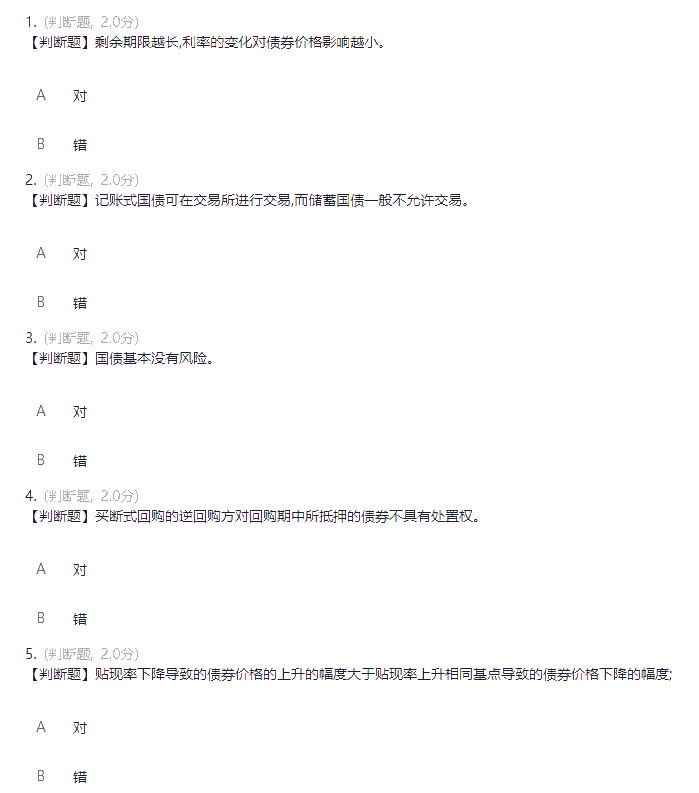 1. (判断题, 2.0分)
【判断题】剩余期限越长,利率的变化对债券价格影响越小。
A 对
B 错
2. (判断题, 2.0分)
【判断题】记账式国债可在交易所进行交易,而储蓄国债一般不允许交易。
A 对
B 错
3. (判断题, 2.0分)
【判断题】国债基本没有风险。
A 对
B 错
4. (判断题, 2.0分)
【判断题】买断式回购的逆回购方对回购期中所抵押的债券不具有处置权。
A 对
B 错
5. (判断题, 2.0分)
【判断题】贴现率下降导致的债券价格的上升的幅度大于贴现率上升相同基点导致的债券价格下降的幅度;
A 对
B 错